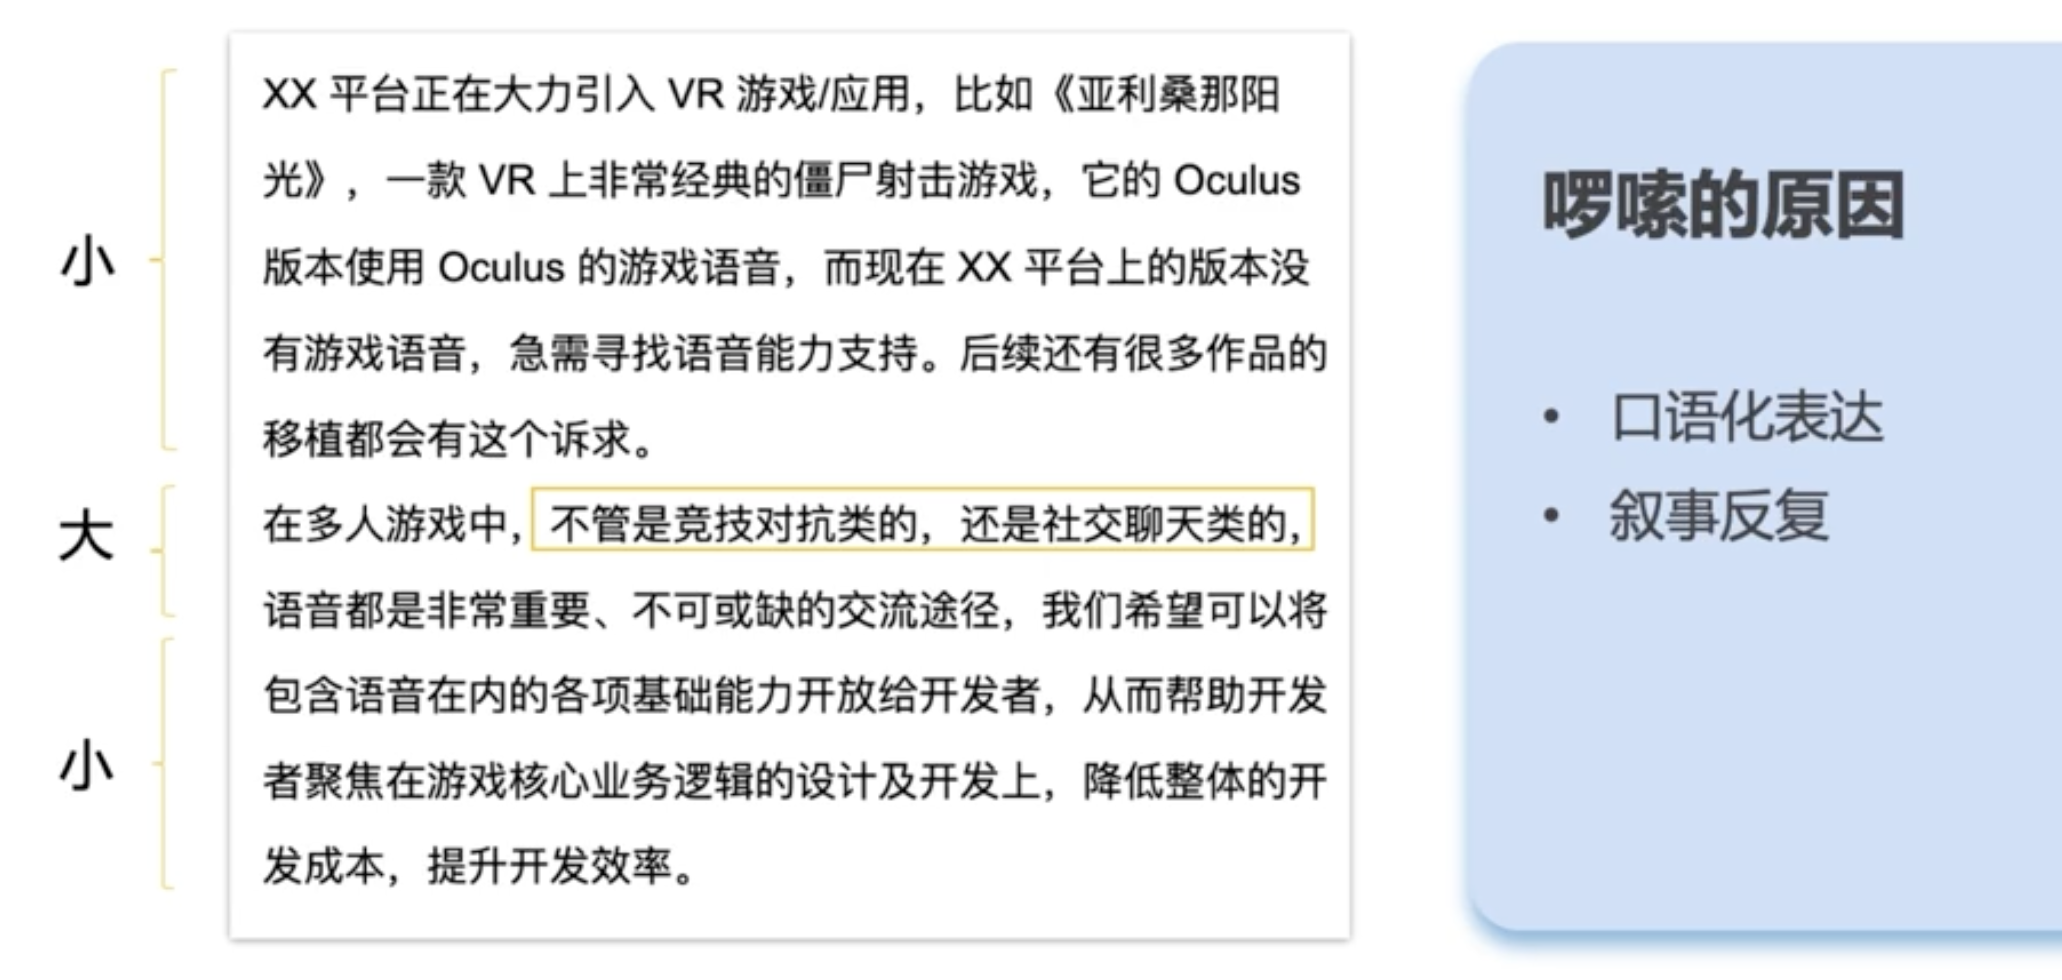 小
大
小
XX 平台正在大力引入 VR 游戏/应用，比如《亚利桑那阳
光》，一款 VR 上非常经典的僵尸射击游戏，它的 Oculus
版本使用 Oculus 的游戏语音，而现在 XX 平台上的版本没
有游戏语音，急需寻找语音能力支持。后续还有很多作品的
移植都会有这个诉求。
在多人游戏中，不管是竞技对抗类的，还是社交聊天类的，
语音都是非常重要、不可或缺的交流途径，我们希望可以将
包含语音在内的各项基础能力开放给开发者，从而帮助开发
者聚焦在游戏核心业务逻辑的设计及开发上，降低整体的开
发成本，提升开发效率。
啰嗦的原因
• 口语化表达
• 叙事反复